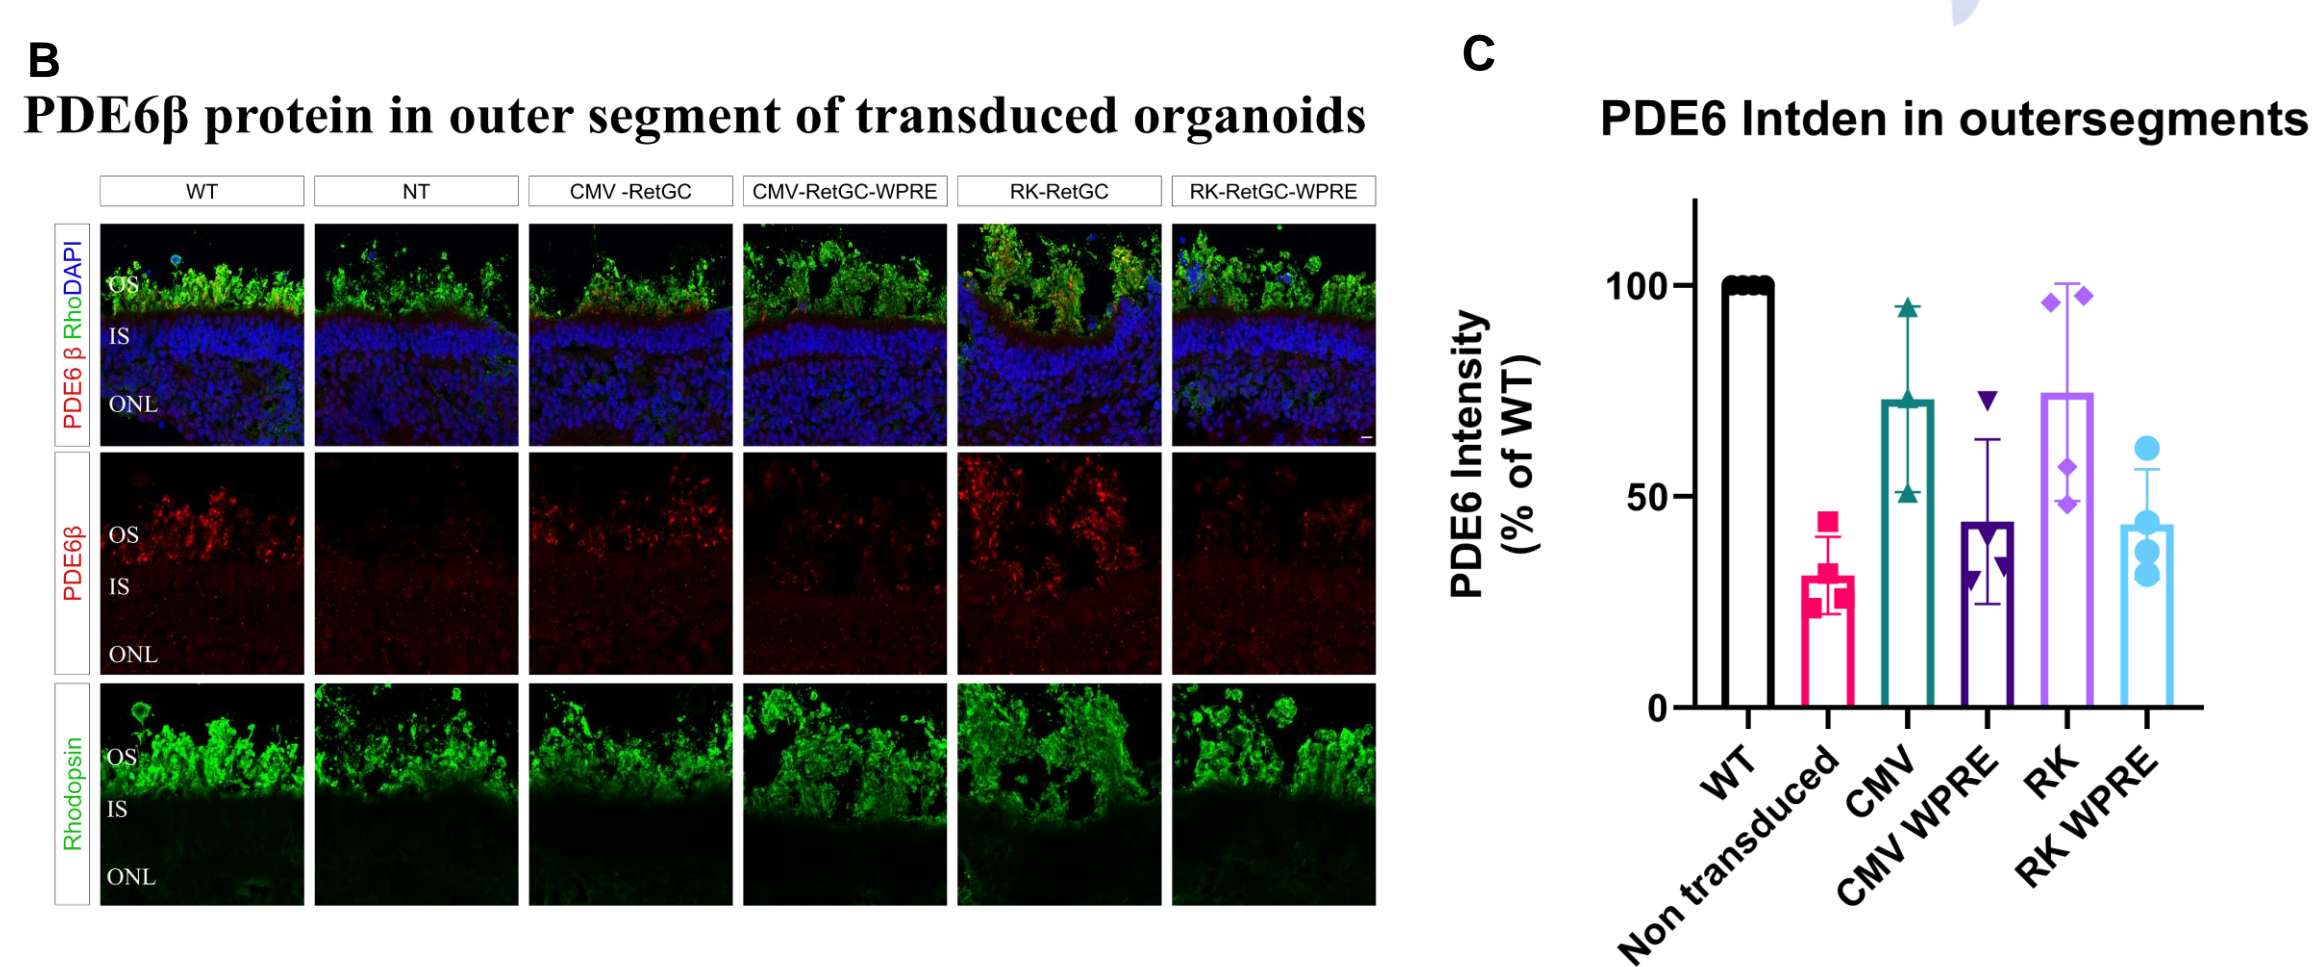 B
PDE6β protein in outer segment of transduced organoids
WT
NT
CMV -RetGC
CMV-RetGC-WPRE
RK-RetGC
RK-RetGC-WPRE
PDE6 β RhoDAPI
OS
IS
ONL
PDE6β
OS
IS
ONL
Rhodopsin
OS
IS
ONL
C
PDE6 Intden in outersegments
PDE6 Intensity
(% of WT)
100
50
0
WT
Non transduced
CMV
CMV WPRE
RK
RK WPRE